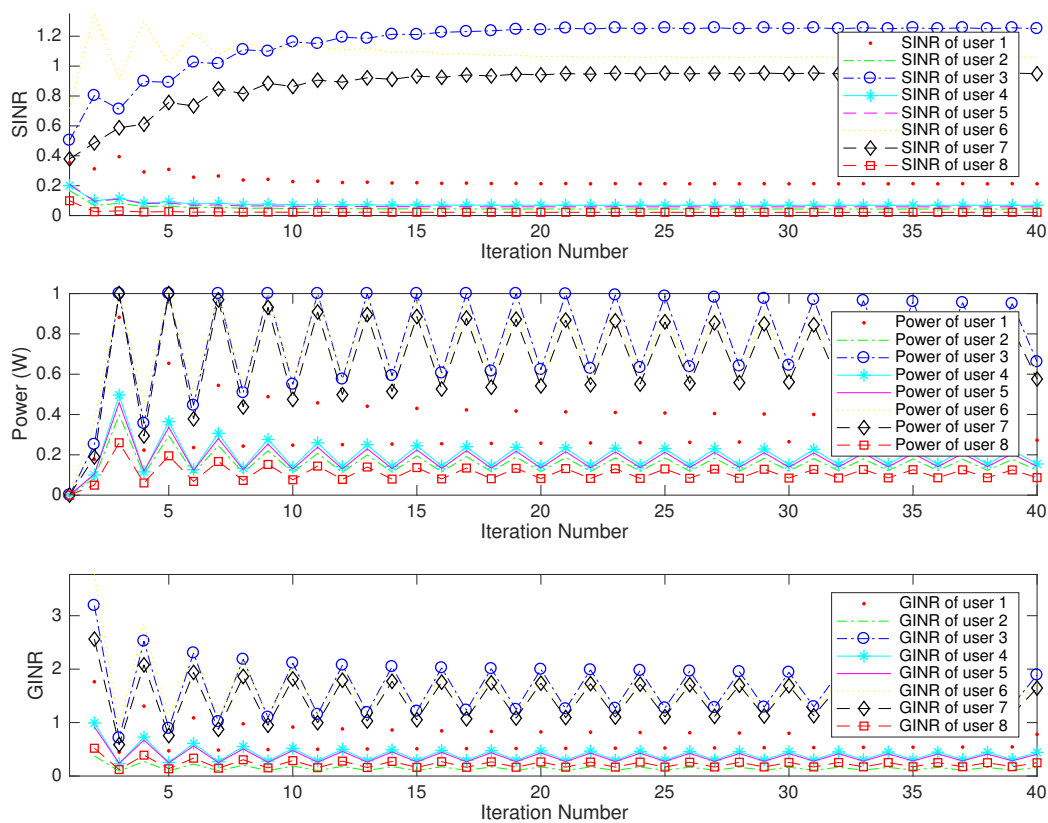 1.2
1
0.8
0.6
0.4
0.2
0
SINR
5
10
15
20
25
30
35
40
Iteration Number
SINR of user 1
SINR of user 2
SINR of user 3
SINR of user 4
SINR of user 5
SINR of user 6
SINR of user 7
SINR of user 8
1
0.8
0.6
0.4
0.2
0
Power (W)
5
10
15
20
25
30
35
40
Iteration Number
Power of user 1
Power of user 2
Power of user 3
Power of user 4
Power of user 5
Power of user 6
Power of user 7
Power of user 8
3
2
1
0
GINR
5
10
15
20
25
30
35
40
Iteration Number
GINR of user 1
GINR of user 2
GINR of user 3
GINR of user 4
GINR of user 5
GINR of user 6
GINR of user 7
GINR of user 8